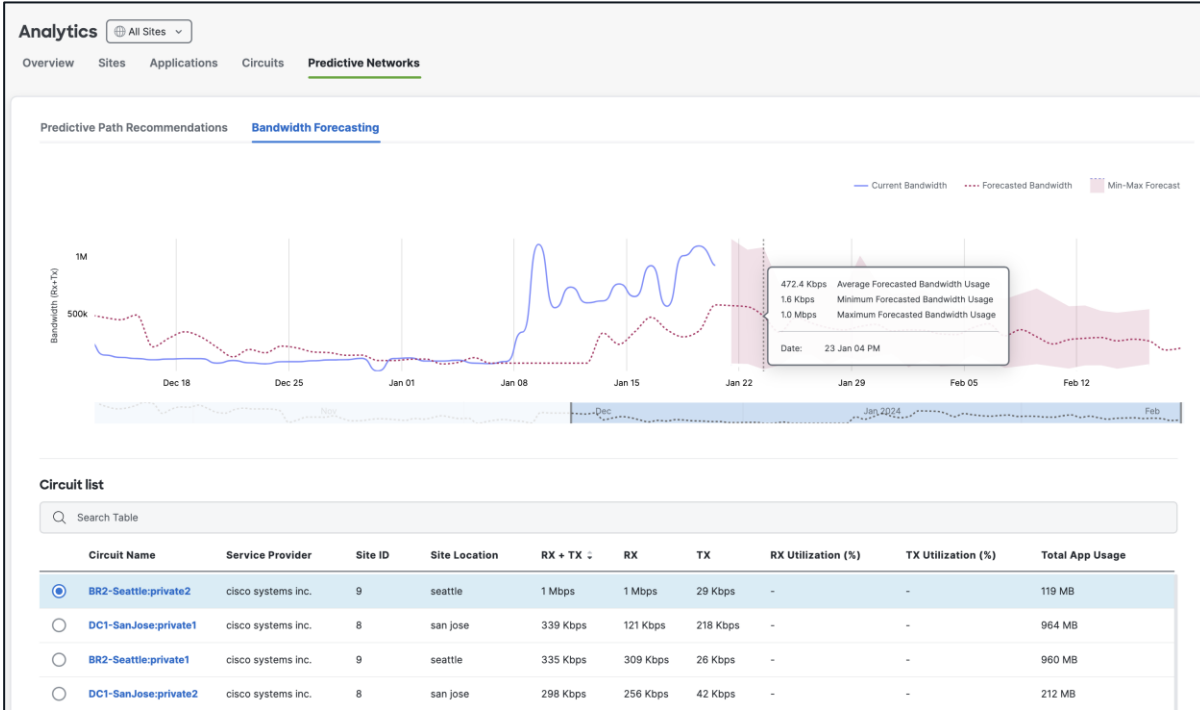 Analytics All Sites
Overview Sites Applications Circuits Predictive Networks
Predictive Path Recommendations Bandwidth Forecasting
Current Bandwidth Forecasted Bandwidth Min-Max Forecast
Bandwidth (Rx+Tx)
1M
500k
472.4 Kbps Average Forecasted Bandwidth Usage
1.6 Kbps Minimum Forecasted Bandwidth Usage
1.0 Mbps Maximum Forecasted Bandwidth Usage
Date: 23 Jan 04 PM
Dec 18 Dec 25 Jan 01 Jan 08 Jan 15 Jan 22 Jan 29 Feb 05 Feb 12
Nov Dec Jan 2024 Feb
Circuit list
Search Table
Circuit Name Service Provider Site ID Site Location RX + TX RX TX RX Utilization (%) TX Utilization (%) Total App Usage
BR2-Seattle:private2 cisco systems inc. 9 seattle 1 Mbps 1 Mbps 29 Kbps - - 119 MB
DC1-SanJose:private1 cisco systems inc. 8 san jose 339 Kbps 121 Kbps 218 Kbps - - 964 MB
BR2-Seattle:private1 cisco systems inc. 9 seattle 335 Kbps 309 Kbps 26 Kbps - - 960 MB
DC1-SanJose:private2 cisco systems inc. 8 san jose 298 Kbps 256 Kbps 42 Kbps - - 212 MB